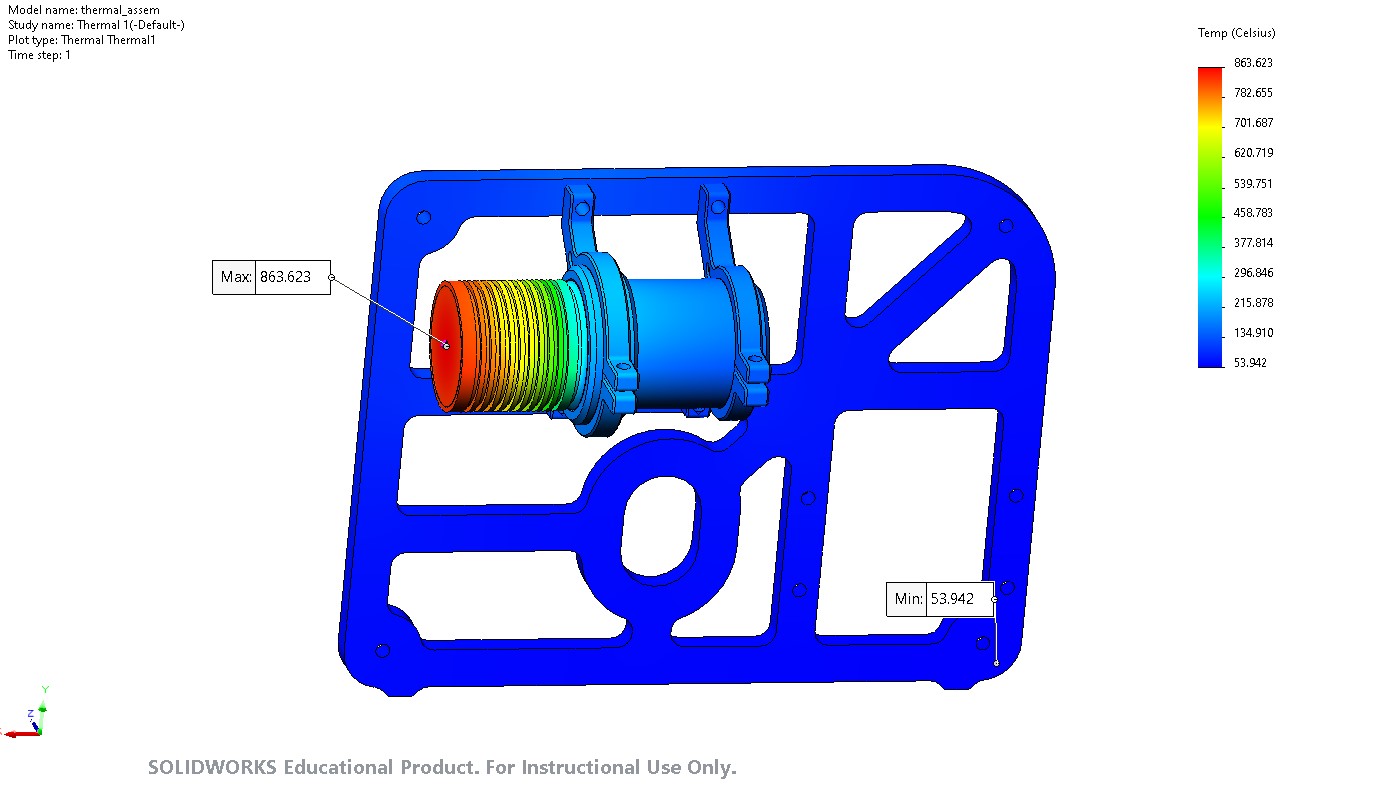 Model name: thermal_assem
Study name: Thermal 1(-Default-)
Plot type: Thermal Thermal1
Time step: 1
Temp (Celsius)
863.623
782.655
701.687
620.719
539.751
458.783
377.814
296.846
215.878
134.910
53.942
Max: 863.623
Min: 53.942
Y
Z
SOLIDWORKS Educational Product. For Instructional Use Only.